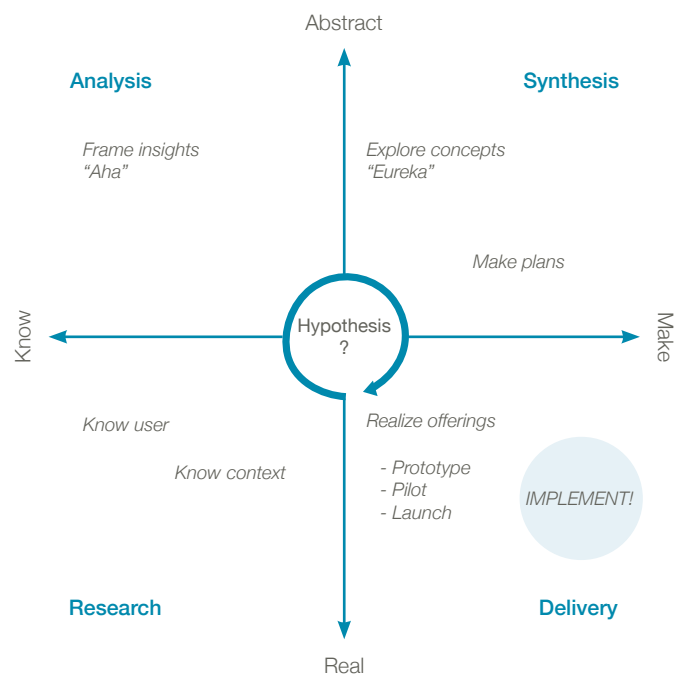 Abstract
Analysis
Synthesis
Frame insights
“Aha”
Explore concepts
“Eureka”
Make plans
Know
Hypothesis
?
Make
Know user
Know context
Realize offerings
- Prototype
- Pilot
- Launch
IMPLEMENT!
Research
Delivery
Real